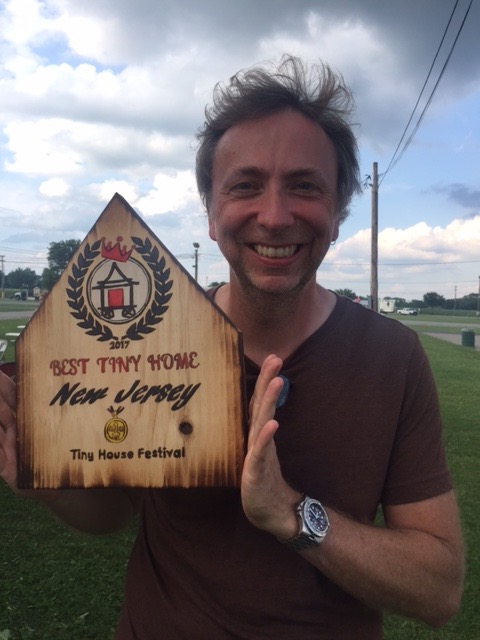 2017
BEST TINY HOME
New Jersey
Tiny House Festival